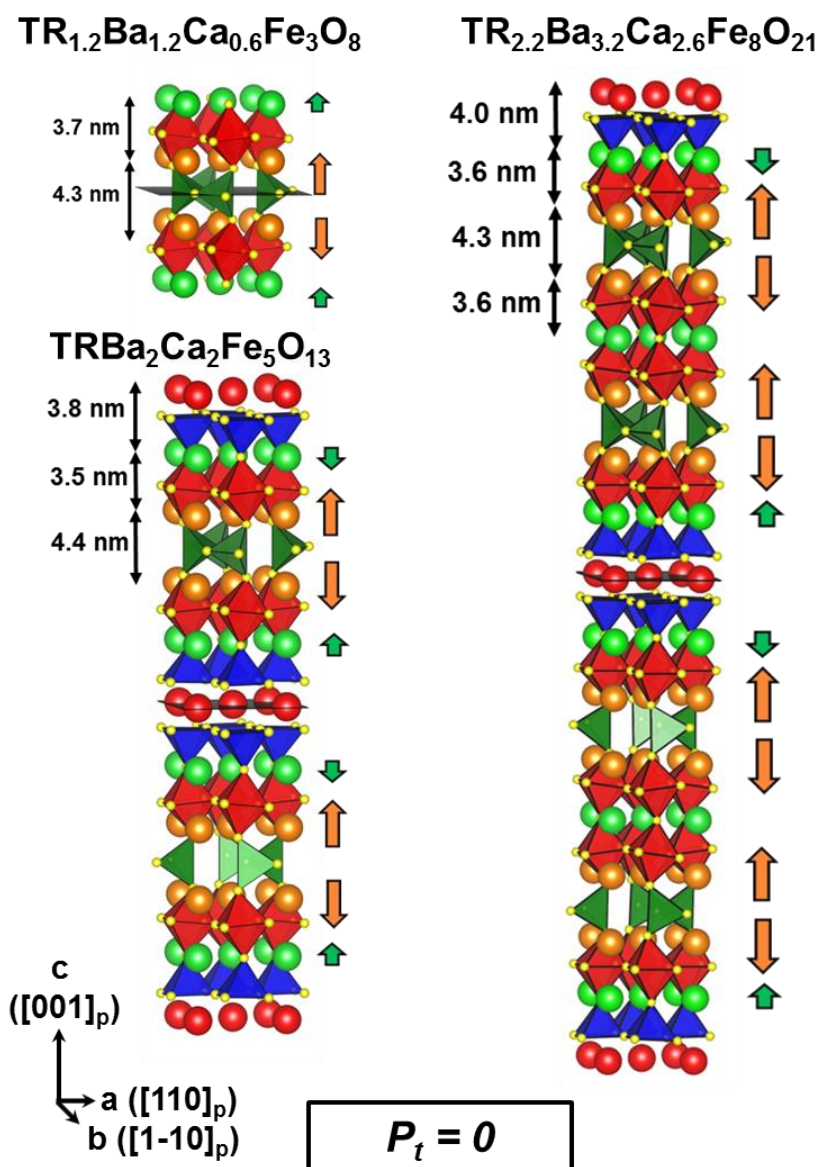 TR1.2Ba1.2Ca0.6Fe3O8
3.7 nm
4.3 nm
TRBa2Ca2Fe5O13
3.8 nm
3.5 nm
4.4 nm
TR2.2Ba3.2Ca2.6Fe8O21
4.0 nm
3.6 nm
4.3 nm
3.6 nm
c
([001]p)
a ([110]p)
b ([1-10]p)
Pt = 0